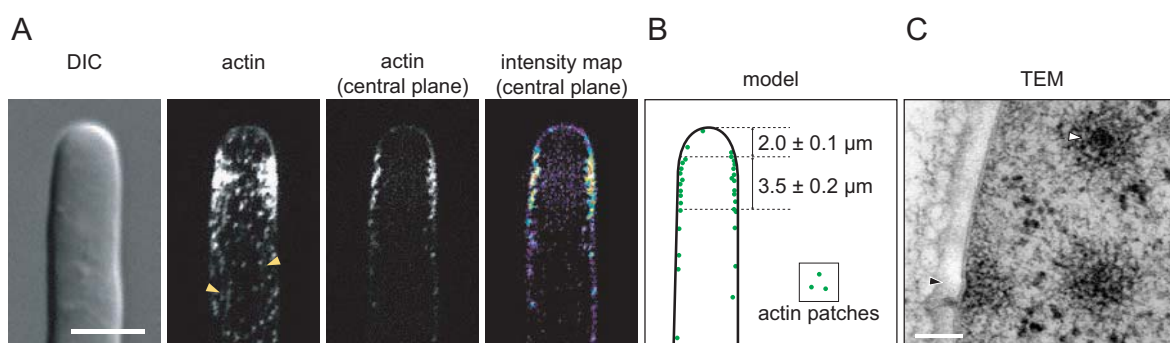 A
DIC
actin
actin
(central plane)
intensity map
(central plane)
B
model
2.0 ± 0.1 µm
3.5 ± 0.2 µm
actin patches
C
TEM